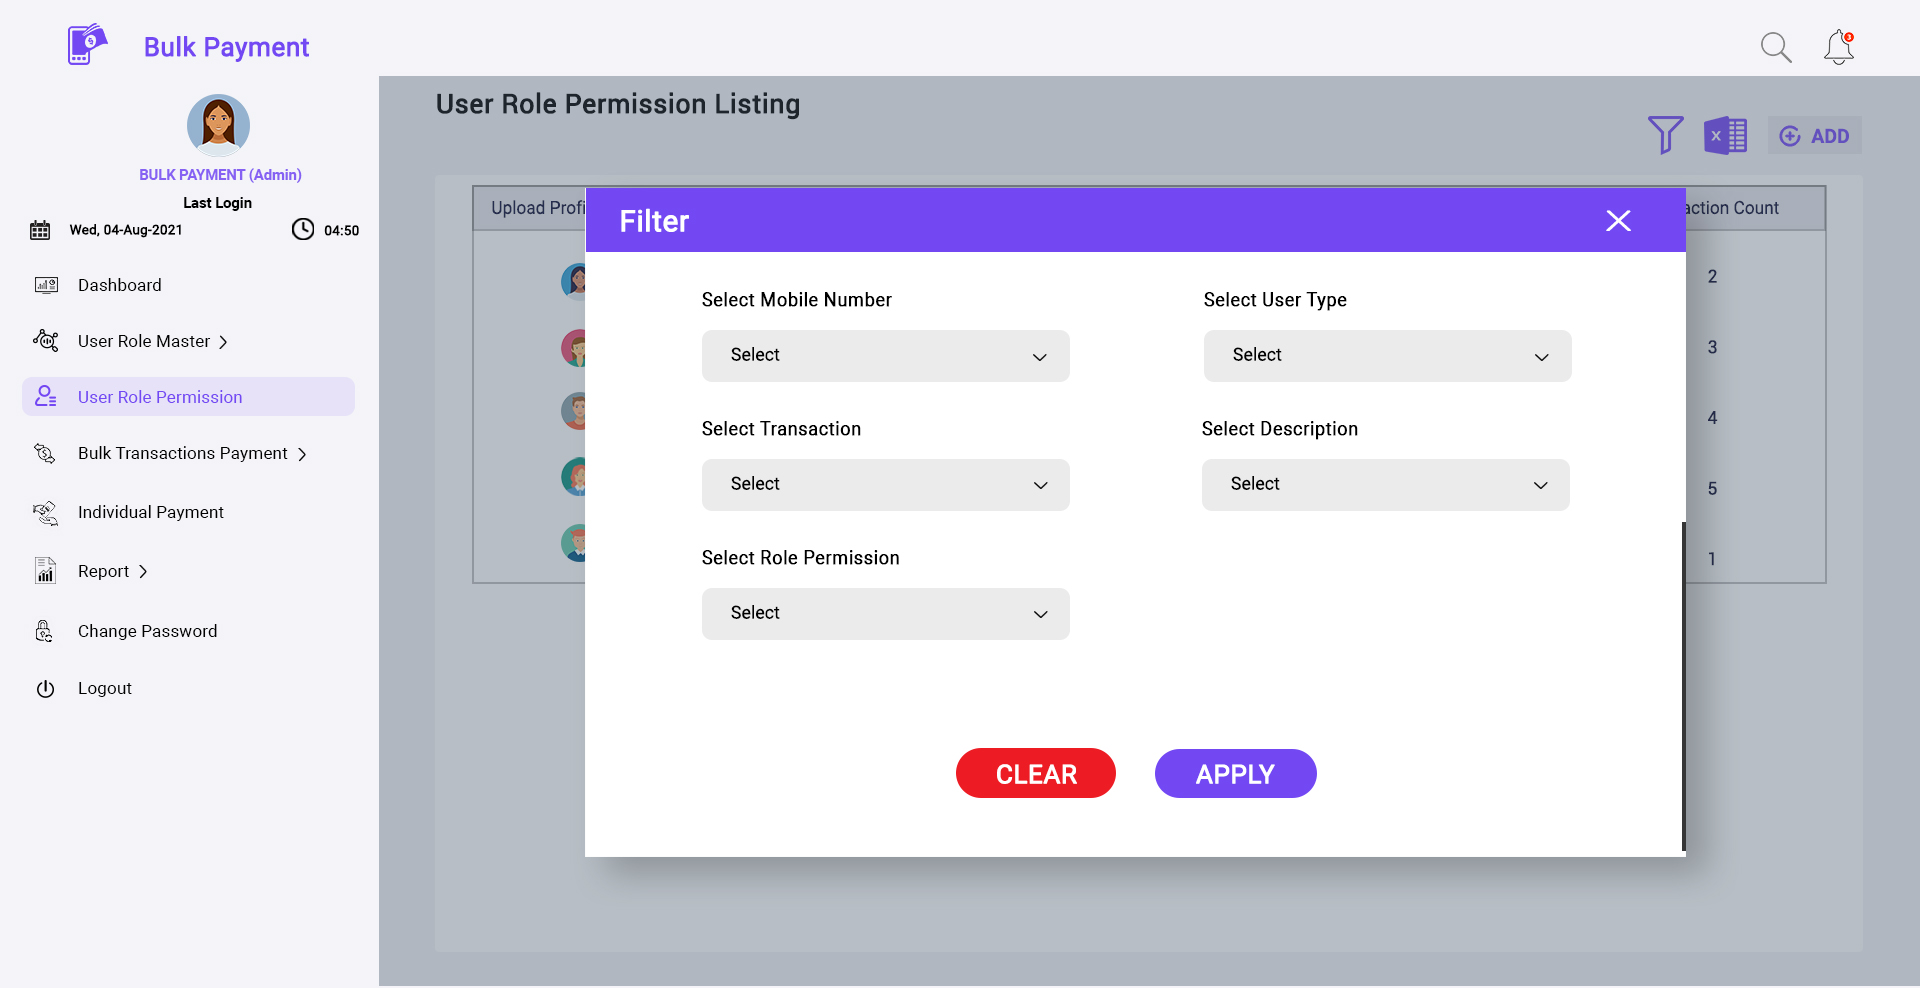 Bulk Payment
3
BULK PAYMENT (Admin)
Last Login
Wed, 04-Aug-2021
04:50
Dashboard
User Role Master
User Role Permission
Bulk Transactions Payment
Individual Payment
Report
Change Password
Logout
User Role Permission Listing
X
ADD
Upload Profi
action Count
2
3
4
5
1
Filter
Select Mobile Number
Select User Type
Select
Select
Select Transaction
Select Description
Select
Select
Select Role Permission
Select
CLEAR
APPLY